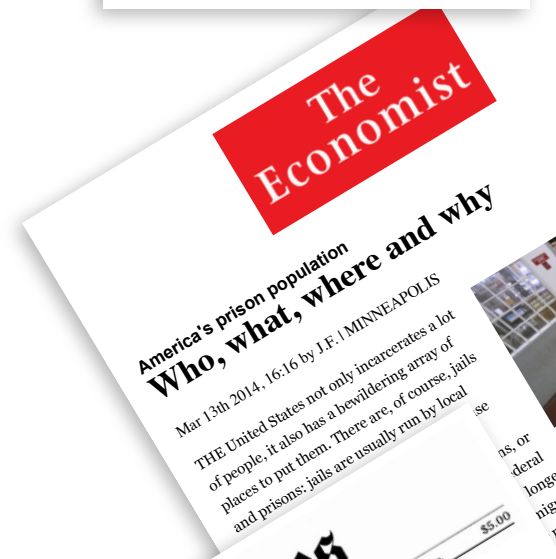 The
Economist
America's prison population
Who, what, where and why
Mar 13th 2014, 16:16 by J.F. | MINNEAPOLIS
THE United States not only incarcerates a lot
of people, it also has a bewildering array of
places to put them. There are, of course, jails
and prisons: jails are usually run by local
$5.00